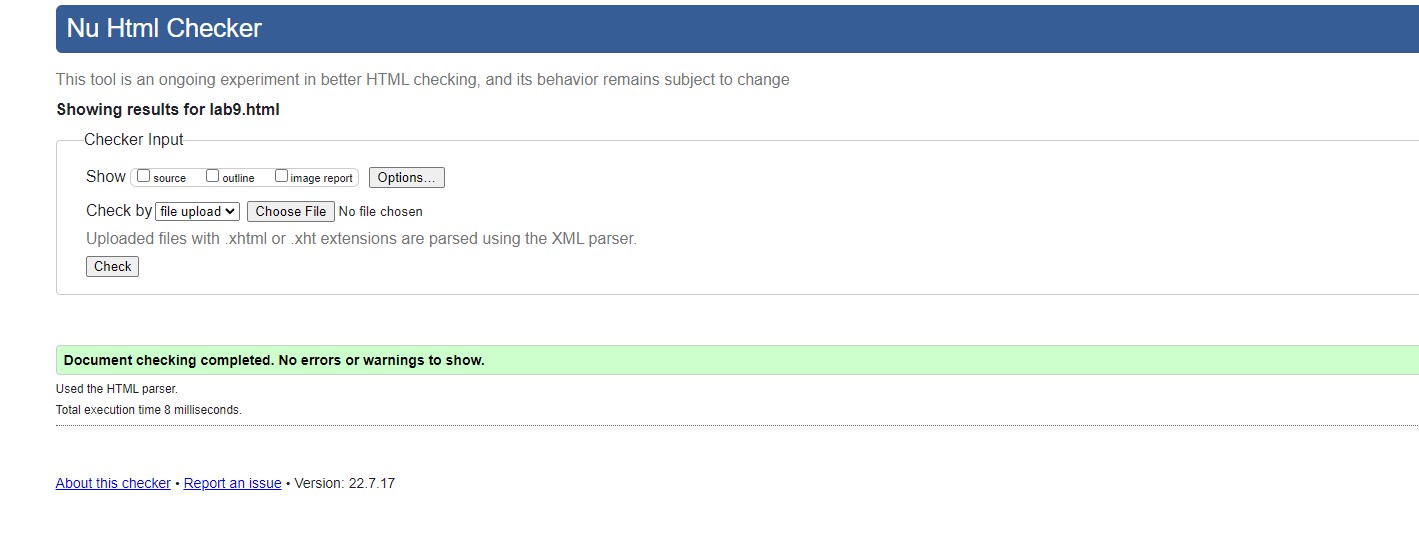 Nu Html Checker
This tool is an ongoing experiment in better HTML checking, and its behavior remains subject to change
Showing results for lab9.html
Checker Input
Show source outline image report Options...
Check by file upload Choose File No file chosen
Uploaded files with .xhtml or .xht extensions are parsed using the XML parser.
Check
Document checking completed. No errors or warnings to show.
Used the HTML parser.
Total execution time 8 milliseconds.
About this checker • Report an issue • Version: 22.7.17